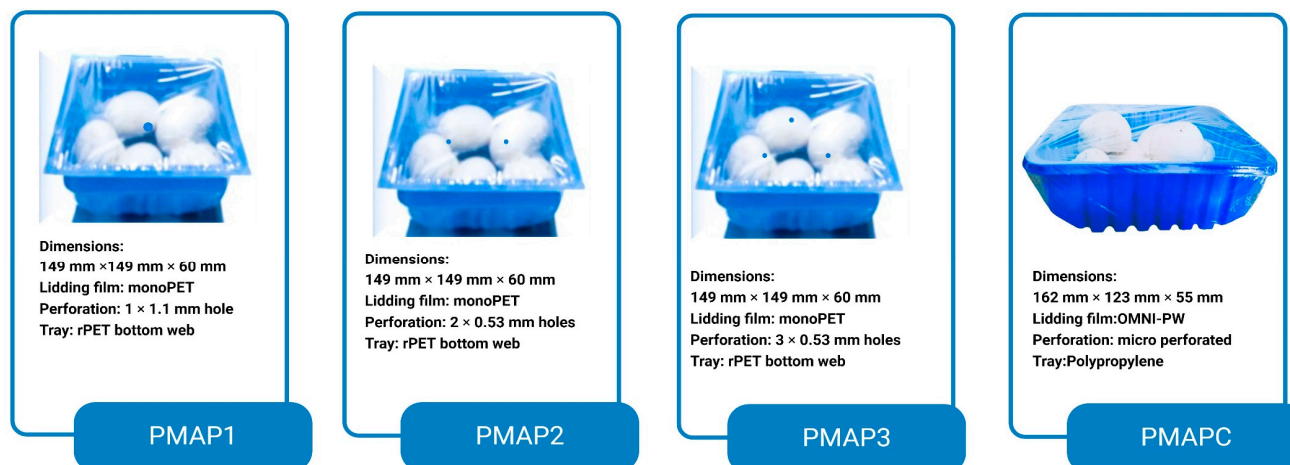 Dimensions:
149 mm ×149 mm × 60 mm
Lidding film: monoPET
Perforation: 1 × 1.1 mm hole
Tray: rPET bottom web
PMAP1
Dimensions:
149 mm × 149 mm × 60 mm
Lidding film: monoPET
Perforation: 2 × 0.53 mm holes
Tray: rPET bottom web
PMAP2
Dimensions:
149 mm × 149 mm × 60 mm
Lidding film: monoPET
Perforation: 3 × 0.53 mm holes
Tray: rPET bottom web
PMAP3
Dimensions:
162 mm × 123 mm × 55 mm
Lidding film:OMNI-PW
Perforation: micro perforated
Tray:Polypropylene
PMAPC